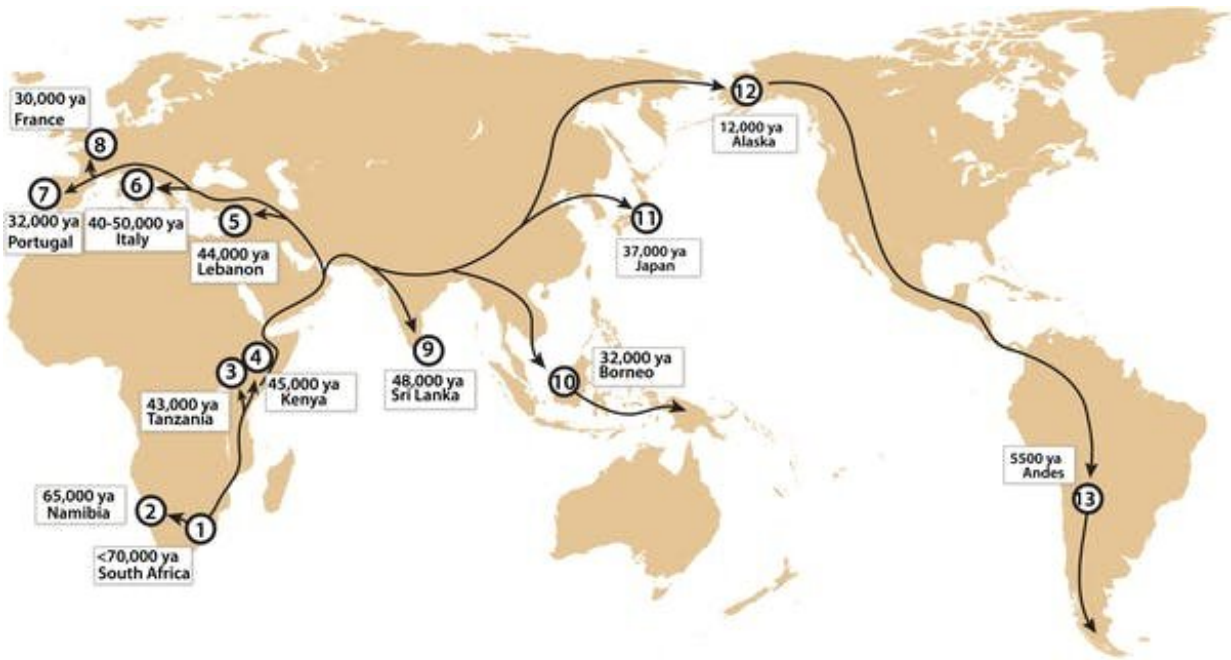 30,000 ya
France
8
7
6
5
32,000 ya
Portugal
40-50,000 ya
Italy
44,000 ya
Lebanon
3
4
43,000 ya
Tanzania
45,000 ya
Kenya
65,000 ya
Namibia
2
1
<70,000 ya
South Africa
9
48,000 ya
Sri Lanka
10
32,000 ya
Borneo
11
37,000 ya
Japan
12
12,000 ya
Alaska
5500 ya
Andes
13